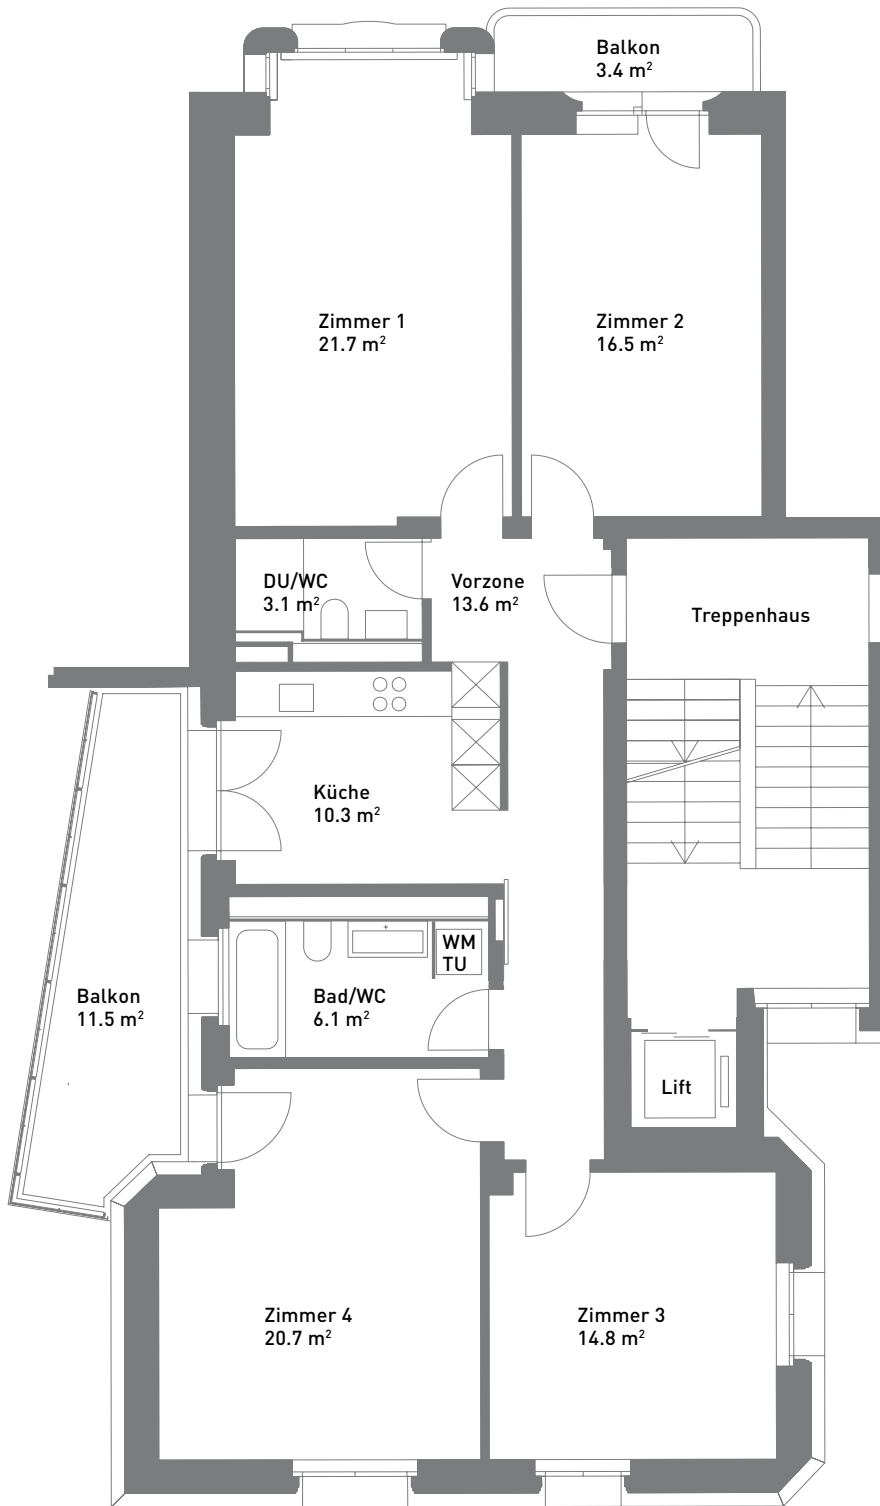 Balkon
3.4 m²
Zimmer 1
21.7 m²
Zimmer 2
16.5 m²
DU/WC
3.1 m²
Vorzone
13.6 m²
Treppenhaus
Küche
10.3 m²
WM
TU
Balkon
11.5 m²
Bad/WC
6.1 m²
Lift
Zimmer 4
20.7 m²
Zimmer 3
14.8 m²